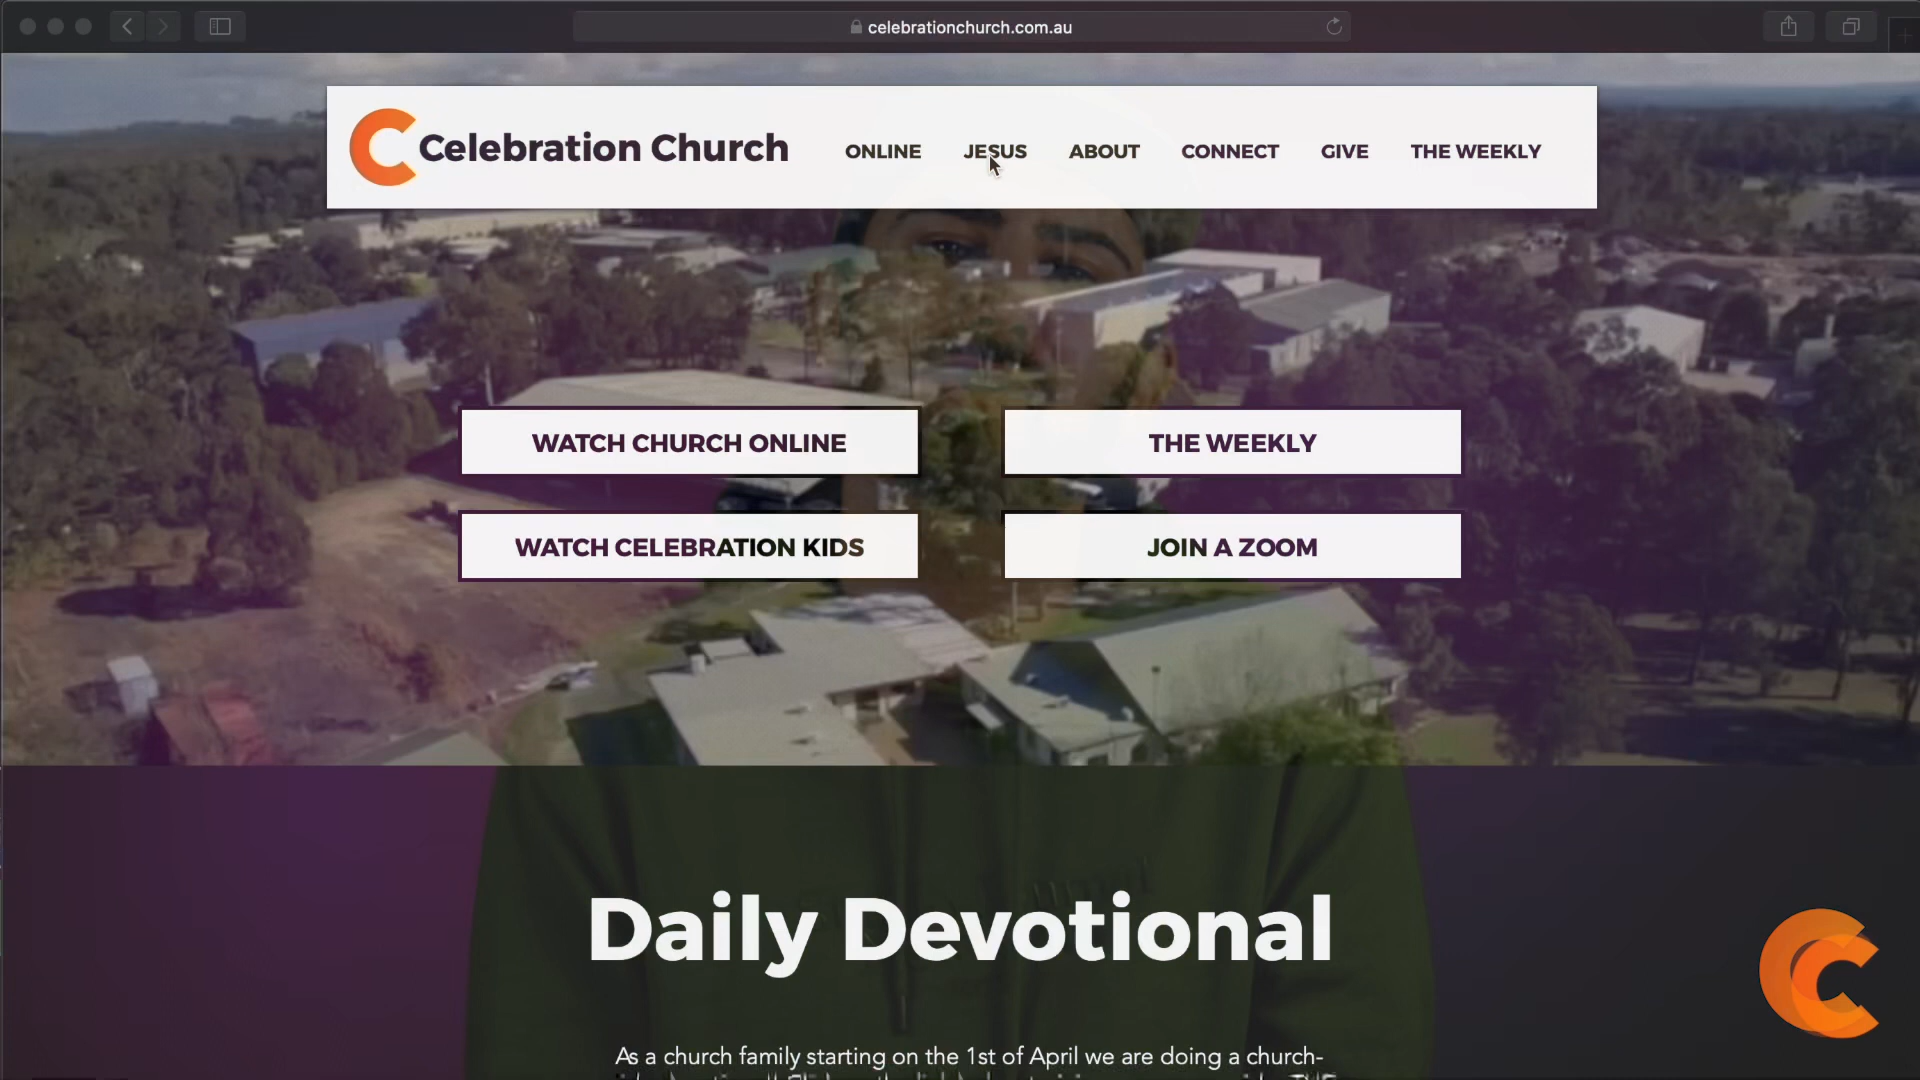 celebrationchurch.com.au
Celebration Church
ONLINE
JESUS
ABOUT
CONNECT
GIVE
THE WEEKLY
WATCH CHURCH ONLINE
THE WEEKLY
WATCH CELEBRATION KIDS
JOIN A ZOOM
Daily Devotional
As a church family starting on the 1st of April we are doing a church-